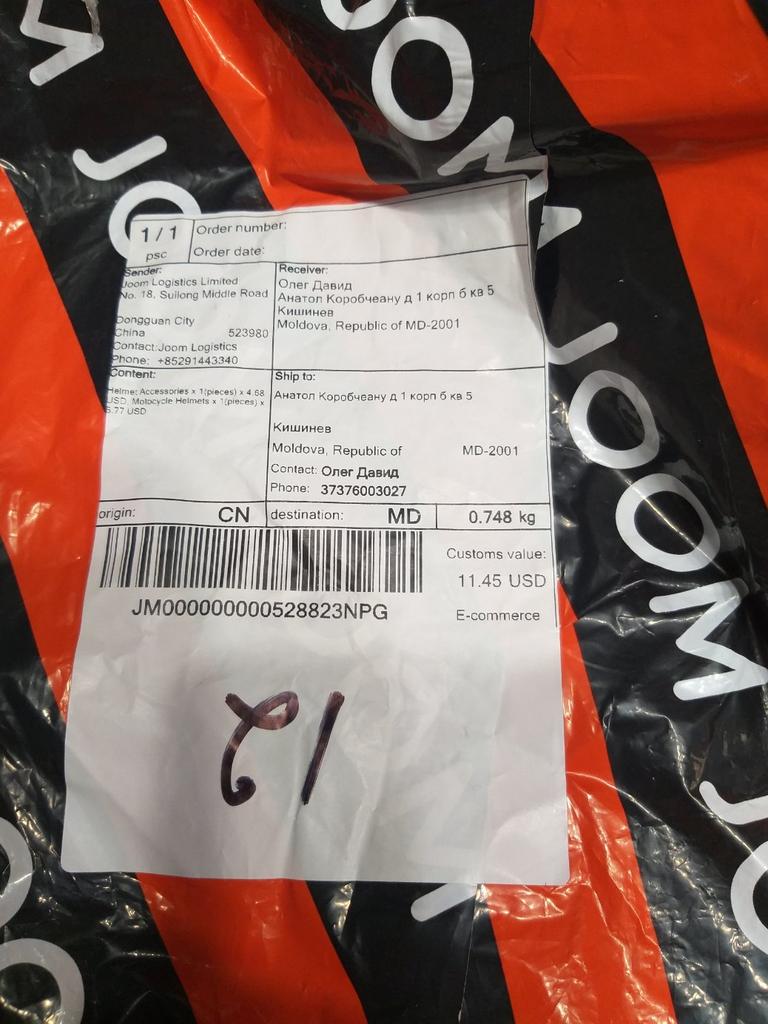 JOOM
JO
1 / 1
psc
Order number:
Order date:
Sender:
Joom Logistics Limited
No. 18, Suilong Middle Road
Dongguan City
China 523980
Contact:Joom Logistics
Phone: +85291443340
Receiver:
Олег Давид
Анатол Коробчеану д 1 корп б кв 5
Кишинев
Moldova, Republic of MD-2001
Content:
Helmet Accessories x 1(pieces) x 4.68
USD, Motocycle Helmets x 1(pieces) x
6.77 USD
Ship to:
Анатол Коробчеану д 1 корп б кв 5
Кишинев
Moldova, Republic of MD-2001
Contact: Олег Давид
Phone: 37376003027
origin: CN
destination: MD
0.748 kg
Customs value:
11.45 USD
E-commerce
JM000000000528823NPG
JOOM
JO